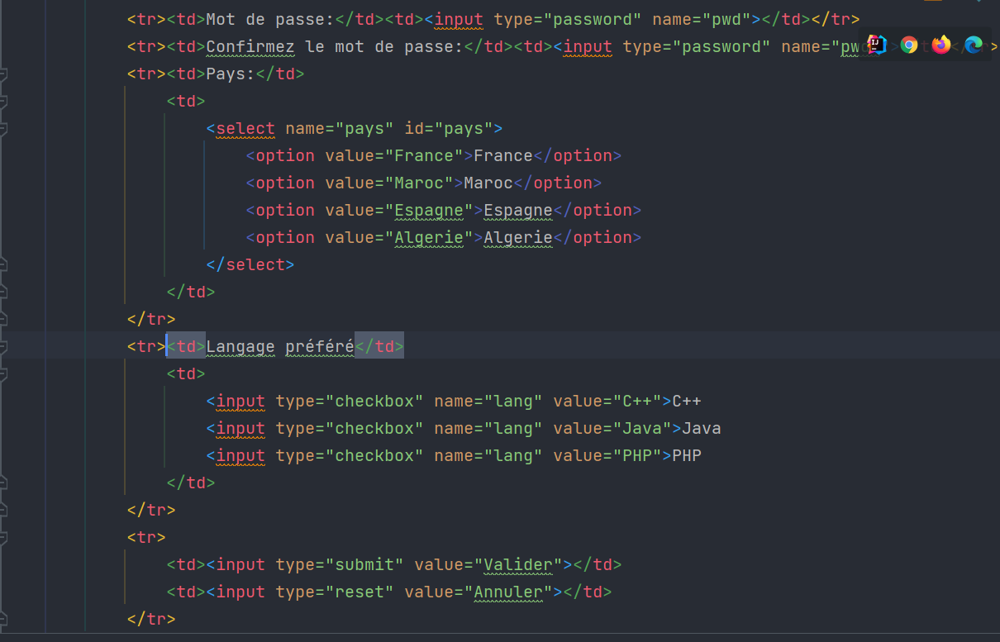 <tr><td>Mot de passe:</td><td><input type="password" name="pwd"></td></tr>
<tr><td>Confirmez le mot de passe:</td><td><input type="password" name="pw
<tr><td>Pays:</td>
<td>
<select name="pays" id="pays">
<option value="France">France</option>
<option value="Maroc">Maroc</option>
<option value="Espagne">Espagne</option>
<option value="Algerie">Algerie</option>
</select>
</td>
</tr>
<tr><td>Langage préféré</td>
<td>
<input type="checkbox" name="lang" value="C++">C++
<input type="checkbox" name="lang" value="Java">Java
<input type="checkbox" name="lang" value="PHP">PHP
</td>
</tr>
<tr>
<td><input type="submit" value="Valider"></td>
<td><input type="reset" value="Annuler"></td>
</tr>